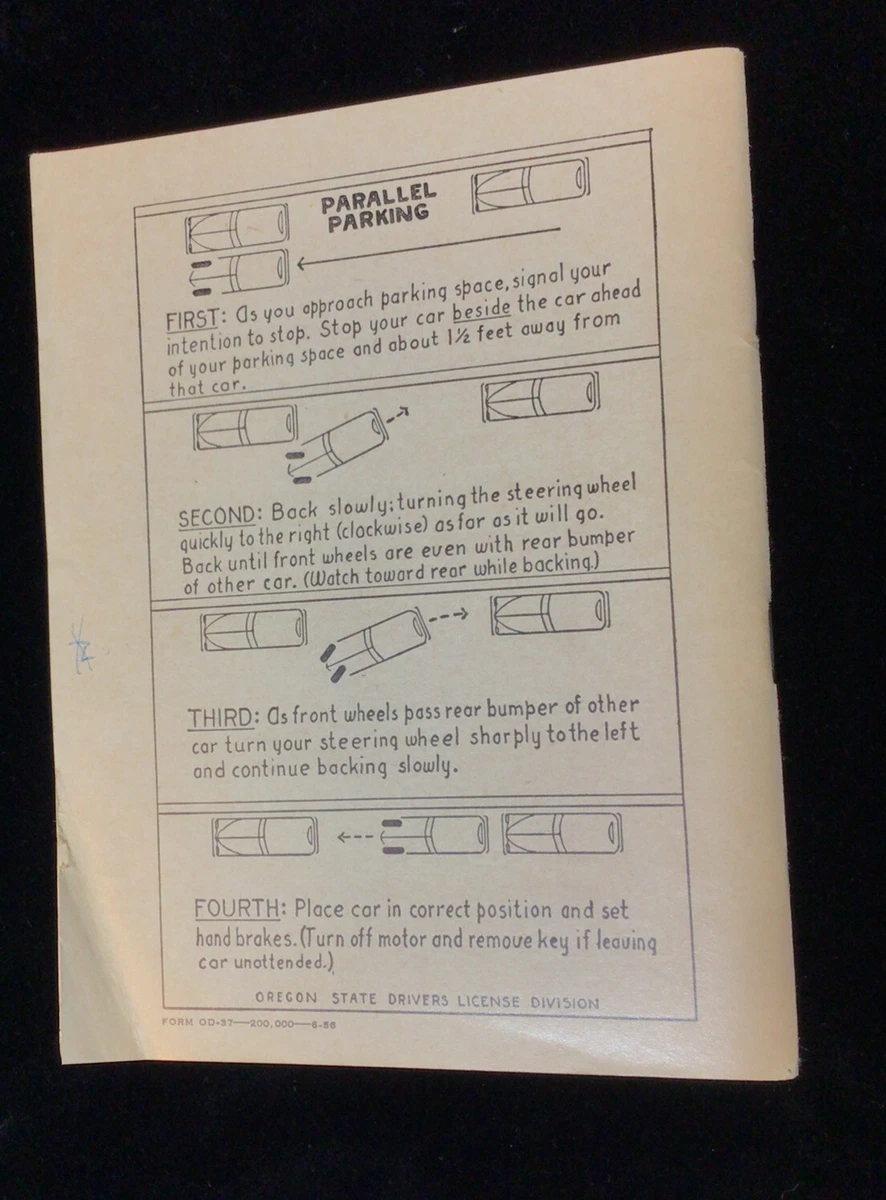 PARALLEL
PARKING
FIRST: As you approach parking space, signal your
intention to stop. Stop your car beside the car ahead
of your parking space and about 1½ feet away from
that car.
SECOND: Back slowly; turning the steering wheel
quickly to the right (clockwise) as far as it will go.
Back until front wheels are even with rear bumper
of other car. (Watch toward rear while backing.)
THIRD: As front wheels pass rear bumper of other
car turn your steering wheel sharply to the left
and continue backing slowly.
FOURTH: Place car in correct position and set
hand brakes. (Turn off motor and remove key if leaving
car unattended.)
OREGON STATE DRIVERS LICENSE DIVISION
FORM OD-37—200,000—6-56